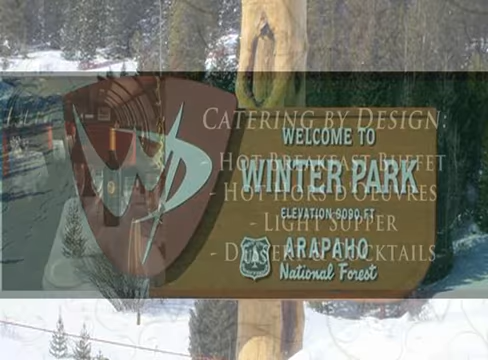 CATERING BY DESIGN:
WELCOME TO
- HOT BREAKFAST BUFFET
WINTER PARK
- HOT HORS D'OEUVRES
ELEVATION 9090 FT
- LIGHT SUPPER
ARAPAHO
- DESSERT & COCKTAILS
National Forest